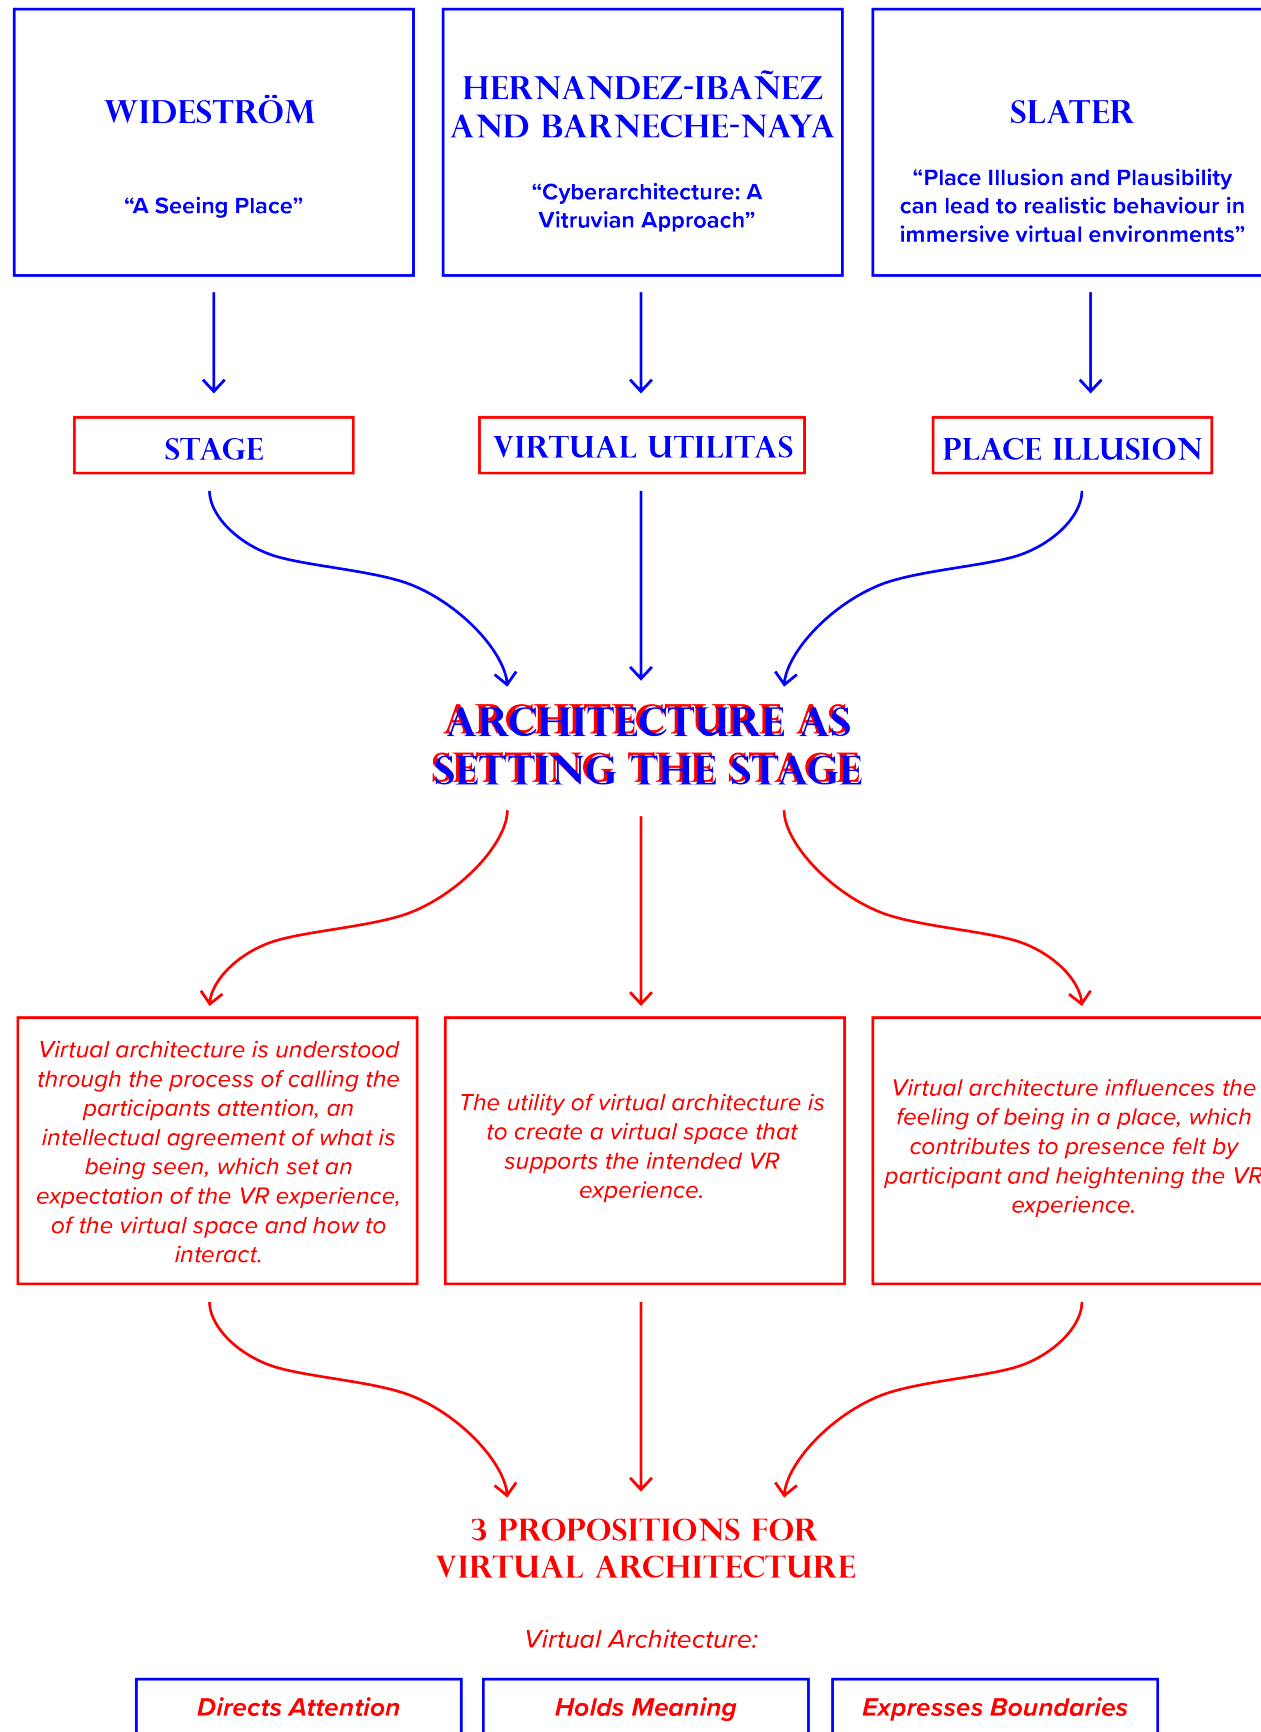 WIDESTRÖM
“A Seeing Place”
HERNANDEZ-IBAÑEZ
AND BARNECHE-NAYA
“Cyberarchitecture: A
Vitruvian Approach”
SLATER
“Place Illusion and Plausibility
can lead to realistic behaviour in
immersive virtual environments”
STAGE
VIRTUAL UTILITAS
PLACE ILLUSION
ARCHITECTURE AS
SETTING THE STAGE
Virtual architecture is understood
through the process of calling the
participants attention, an
intellectual agreement of what is
being seen, which set an
expectation of the VR experience,
of the virtual space and how to
interact.
The utility of virtual architecture is
to create a virtual space that
supports the intended VR
experience.
Virtual architecture influences the
feeling of being in a place, which
contributes to presence felt by
participant and heightening the VR
experience.
3 PROPOSITIONS FOR
VIRTUAL ARCHITECTURE
Virtual Architecture:
Directs Attention
Holds Meaning
Expresses Boundaries